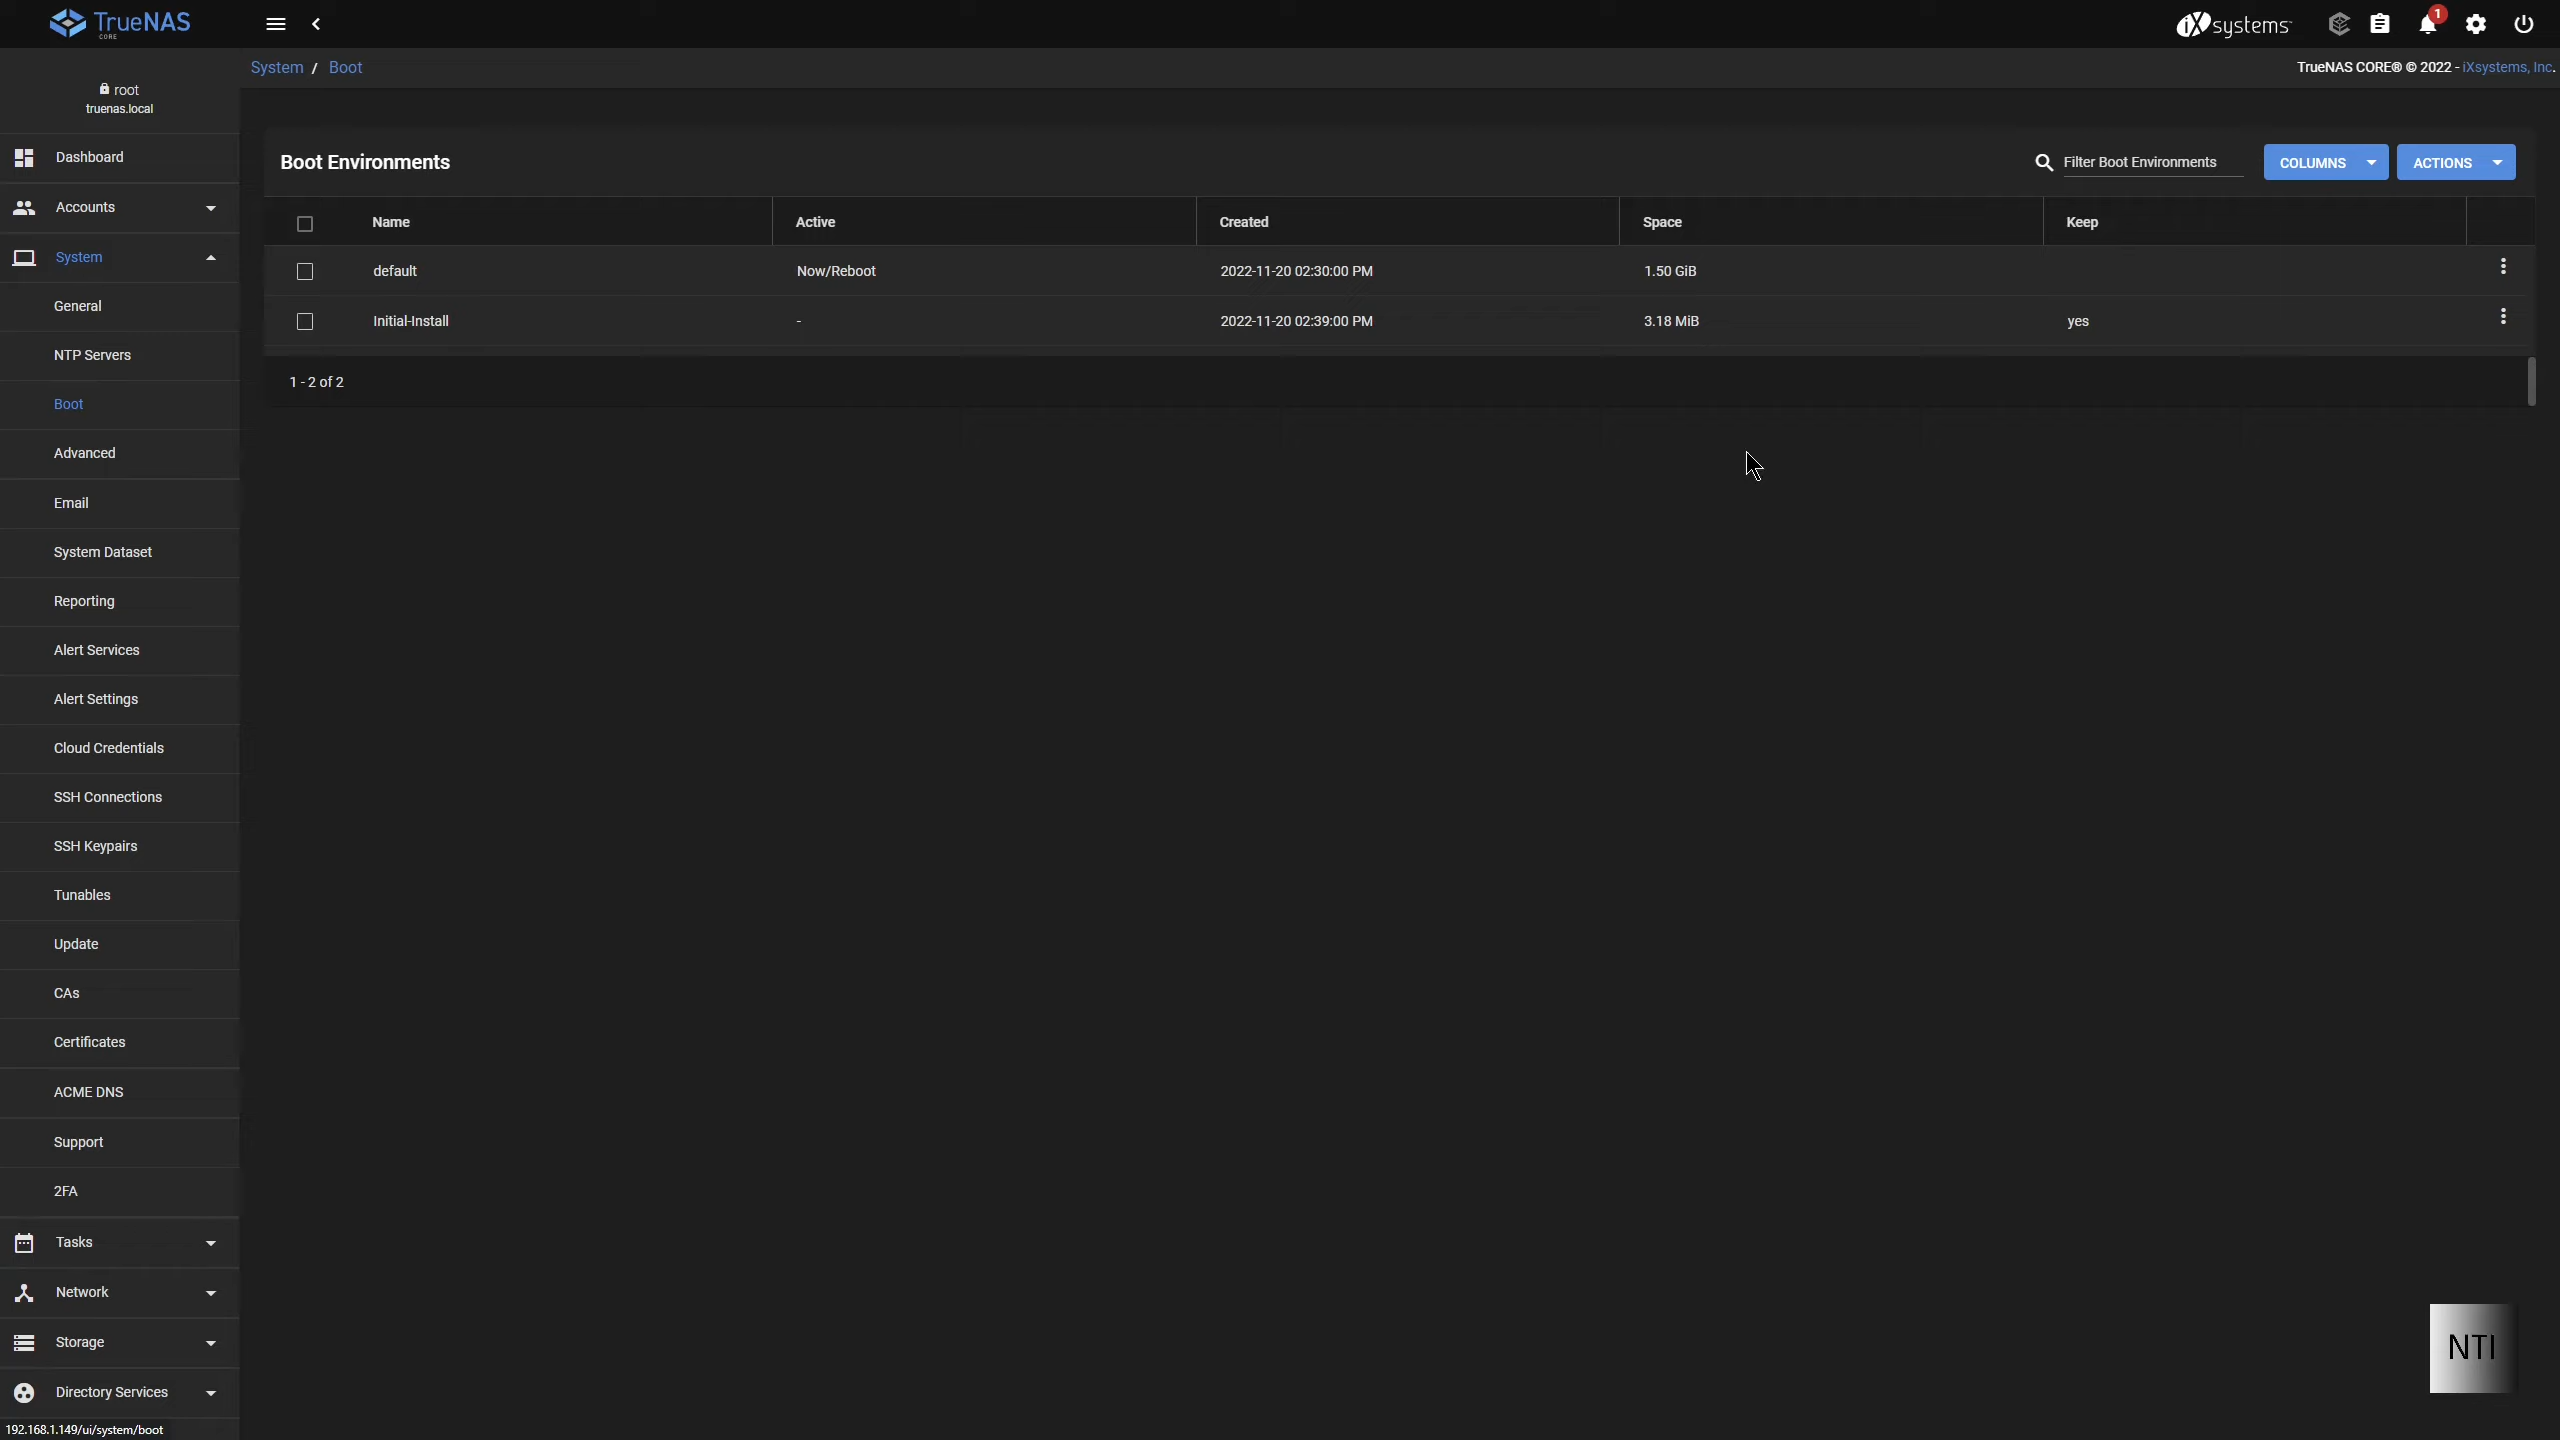 TrueNAS
CORE
iXsystems
1
System / Boot
TrueNAS CORE® © 2022 - iXsystems, Inc.
root
truenas.local
Dashboard
Accounts
System
General
NTP Servers
Boot
Advanced
Email
System Dataset
Reporting
Alert Services
Alert Settings
Cloud Credentials
SSH Connections
SSH Keypairs
Tunables
Update
CAs
Certificates
ACME DNS
Support
2FA
Tasks
Network
Storage
Directory Services
192.168.1.149/ui/system/boot
Boot Environments
Filter Boot Environments
COLUMNS
ACTIONS
Name Active Created Space Keep
default Now/Reboot 2022-11-20 02:30:00 PM 1.50 GiB
Initial-Install - 2022-11-20 02:39:00 PM 3.18 MiB yes
1 - 2 of 2
NTI